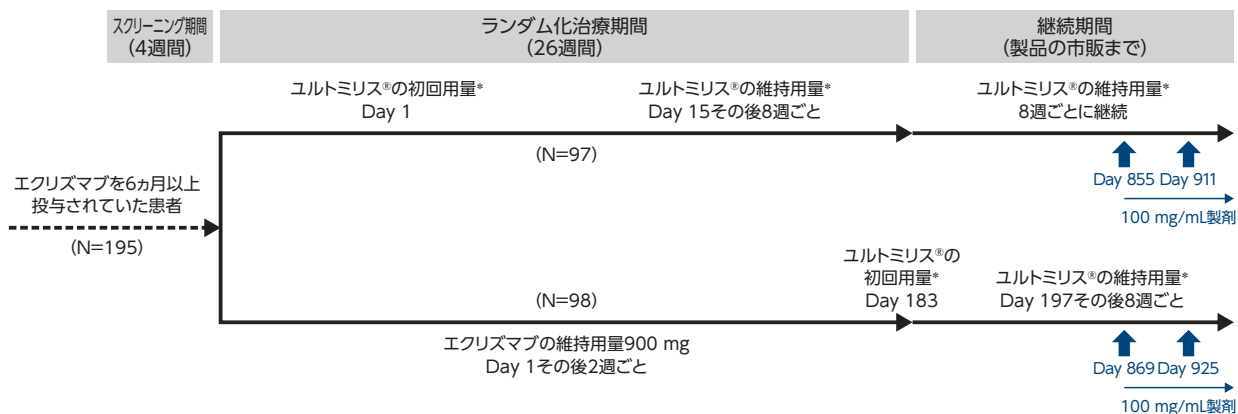 スクリーニング期間
(4週間)
ランダム化治療期間
(26週間)
継続期間
(製品の市販まで)
ユルトミリス®の初回用量*
Day 1
ユルトミリス®の維持用量*
Day 15その後8週ごと
ユルトミリス®の維持用量*
8週ごとに継続
(N=97)
Day 855
Day 911
100 mg/mL製剤
エクリズマブを6ヵ月以上
投与されていた患者
(N=195)
ユルトミリス®の
初回用量*
Day 183
ユルトミリス®の維持用量*
Day 197その後8週ごと
(N=98)
エクリズマブの維持用量900 mg
Day 1その後2週ごと
Day 869
Day 925
100 mg/mL製剤